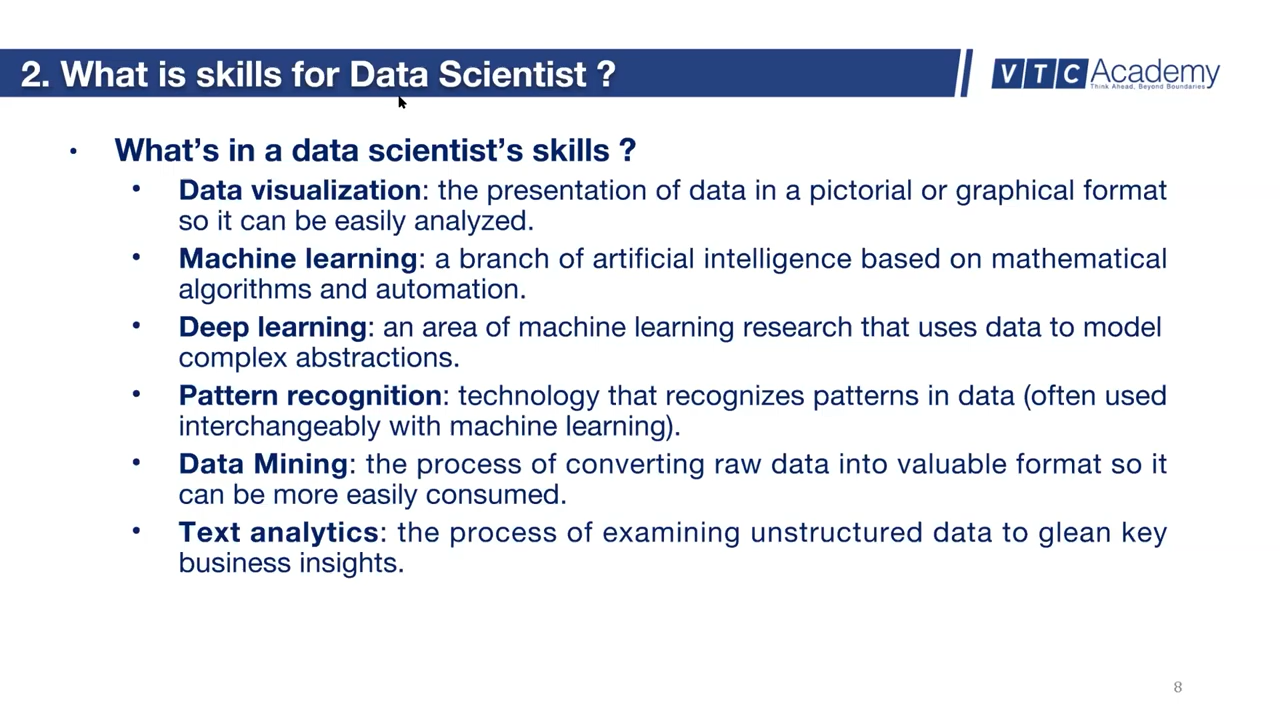 2. What is skills for Data Scientist ?
VTC Academy
Think Ahead, Beyond Boundaries
• What's in a data scientist's skills ?
• Data visualization: the presentation of data in a pictorial or graphical format
so it can be easily analyzed.
• Machine learning: a branch of artificial intelligence based on mathematical
algorithms and automation.
• Deep learning: an area of machine learning research that uses data to model
complex abstractions.
• Pattern recognition: technology that recognizes patterns in data (often used
interchangeably with machine learning).
• Data Mining: the process of converting raw data into valuable format so it
can be more easily consumed.
• Text analytics: the process of examining unstructured data to glean key
business insights.
8